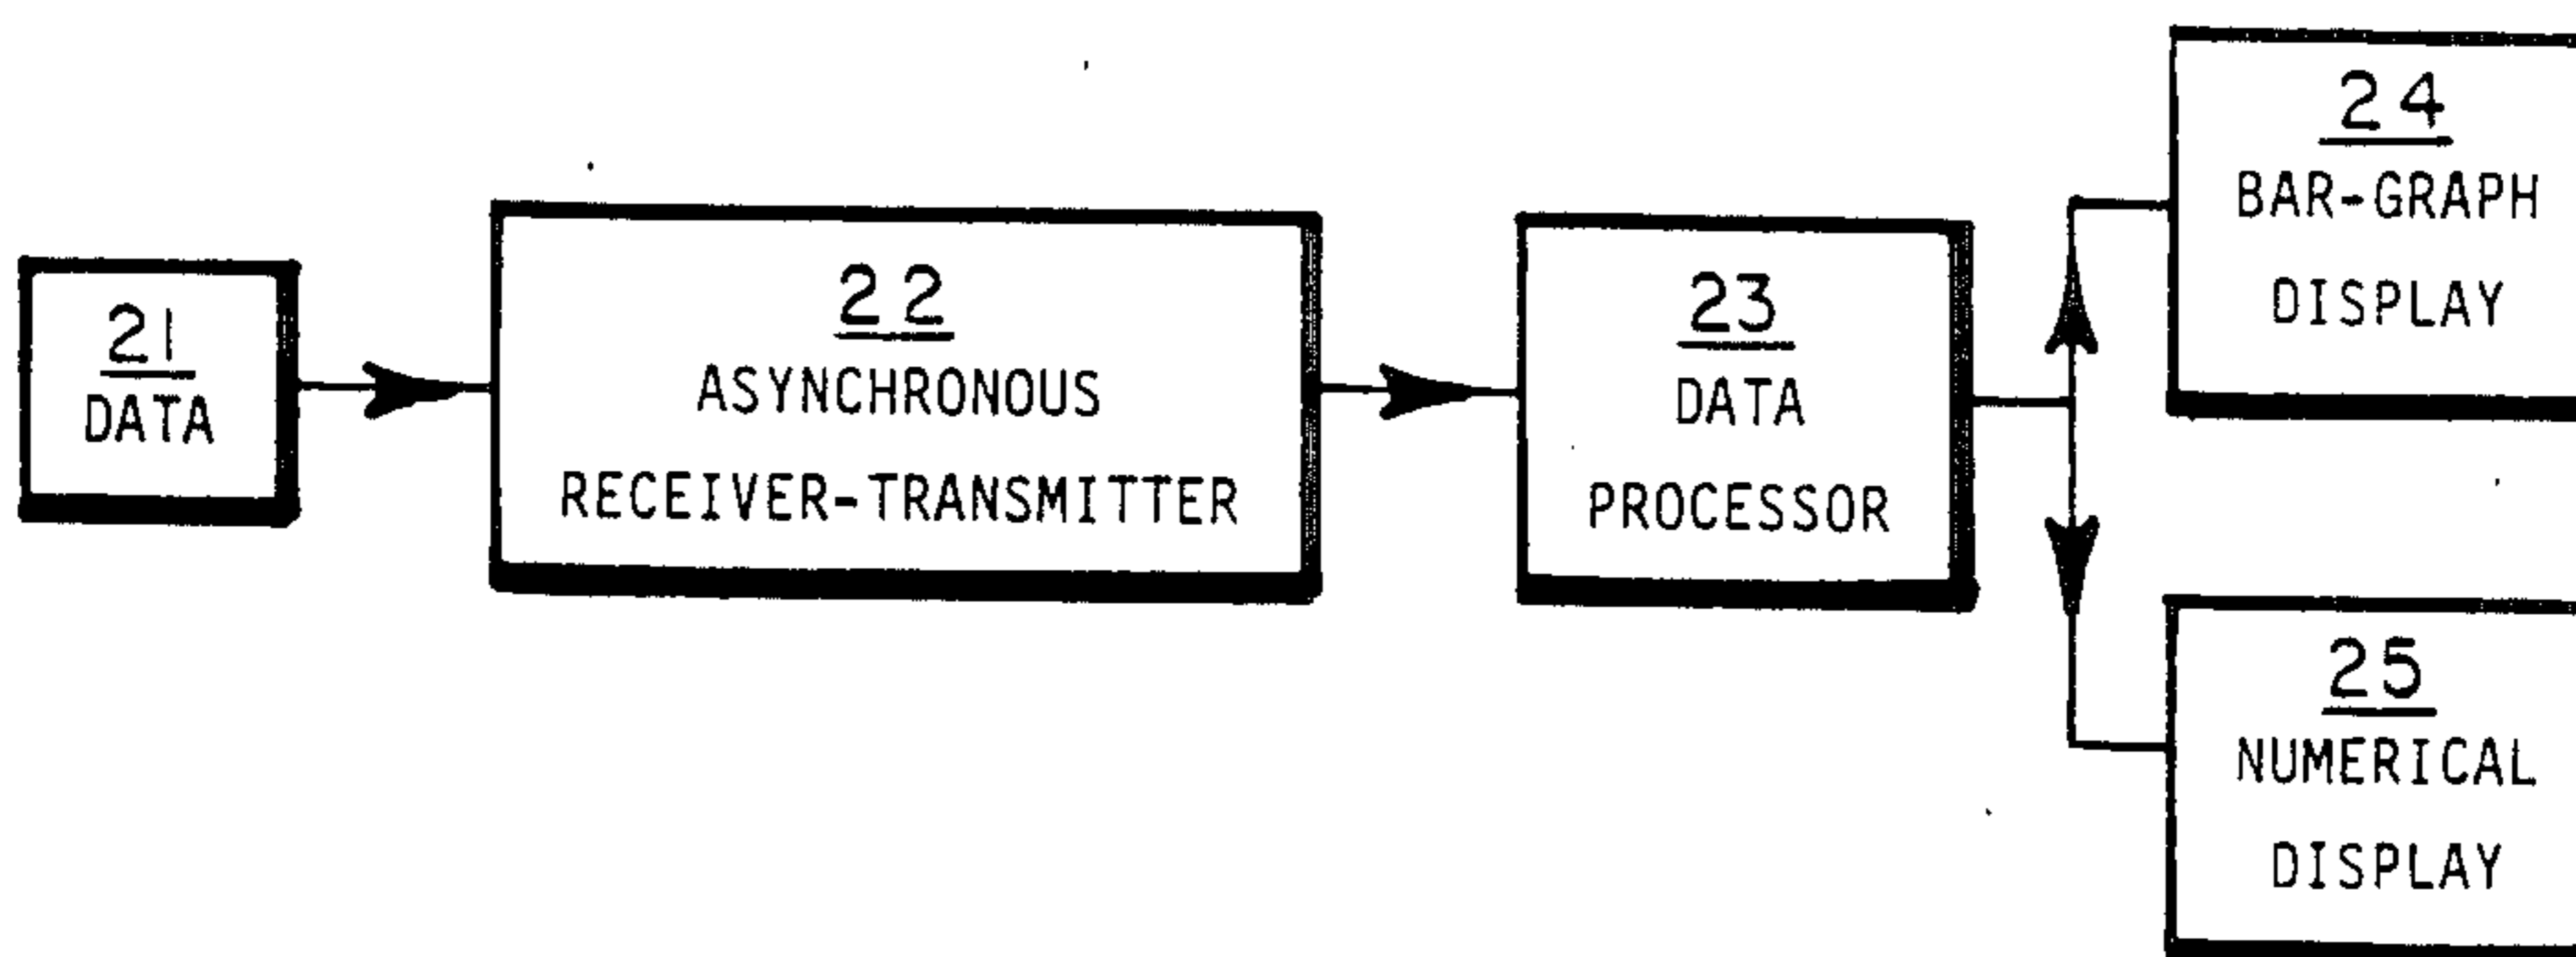 21
DATA
22
ASYNCHRONOUS
RECEIVER-TRANSMITTER
23
DATA
PROCESSOR
24
BAR-GRAPH
DISPLAY
25
NUMERICAL
DISPLAY